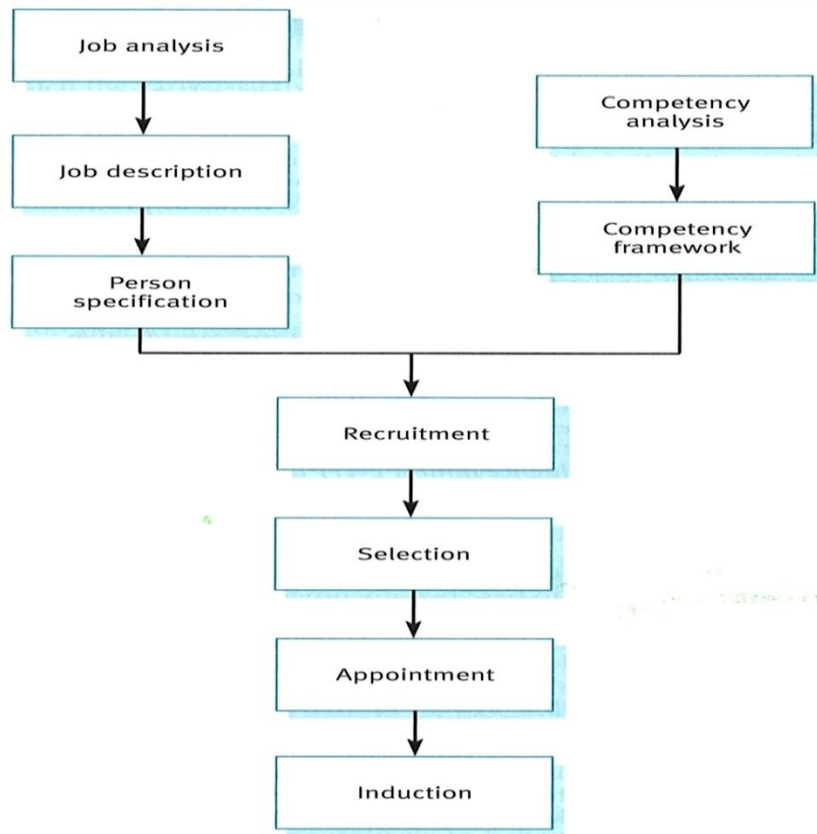 Job analysis
Competency
analysis
Job description
Competency
framework
Person
specification
Recruitment
Selection
Appointment
Induction